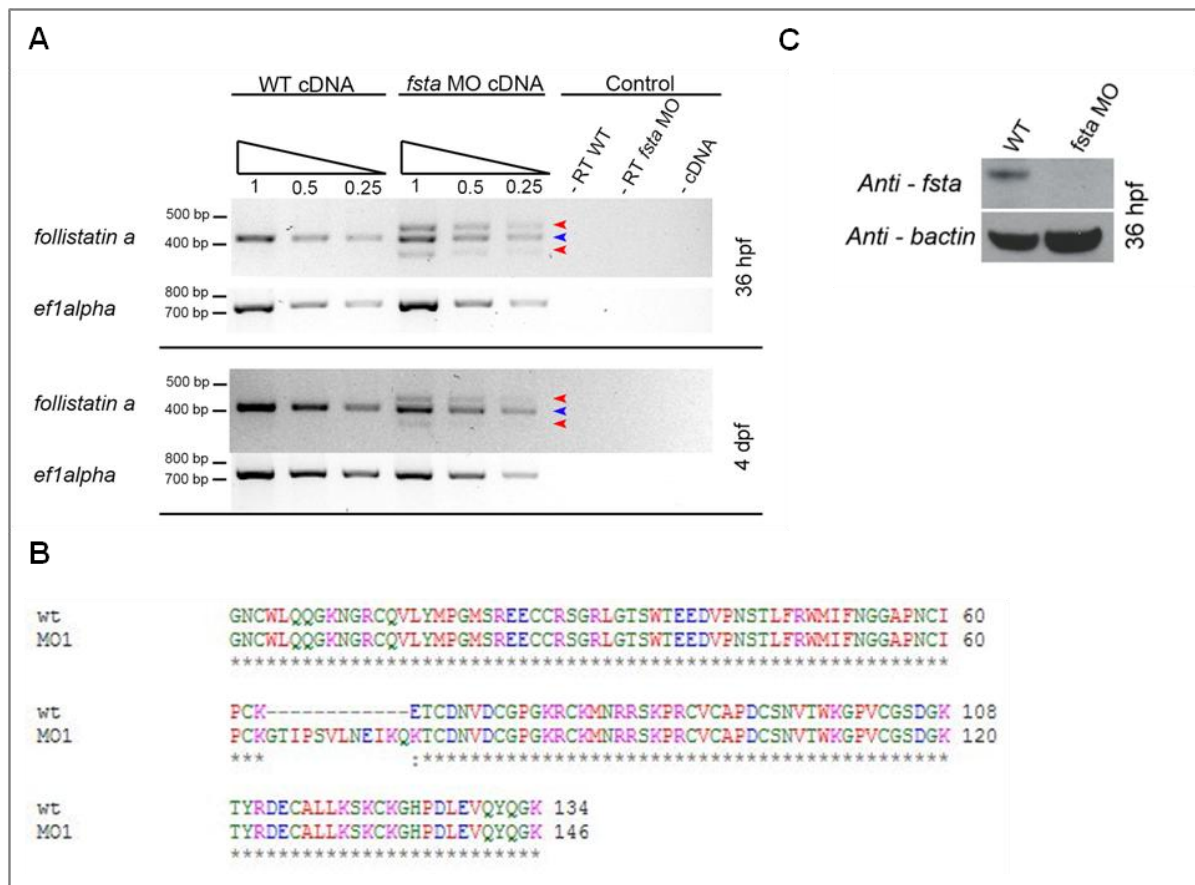 A
WT cDNA
fsta MO cDNA
Control
1
0.5
0.25
1
0.5
0.25
- RT WT
- RT fsta MO
- cDNA
follistatin a
500 bp
400 bp
ef1alpha
800 bp
700 bp
36 hpf
follistatin a
500 bp
400 bp
ef1alpha
800 bp
700 bp
4 dpf
C
WT
fsta MO
Anti - fsta
Anti - bactin
36 hpf
B
wt GNCWLQQGKNGRCQVLYMPGMSREECCRSGRLGTSWTEEDVPNSTLFRWMIFNGGAPNCI 60
MO1 GNCWLQQGKNGRCQVLYMPGMSREECCRSGRLGTSWTEEDVPNSTLFRWMIFNGGAPNCI 60
************************************************************
wt PCK------------ETCDNVDCGPGKRCKMNRRSKPRCVCAPDCSNVTWKGPVCGSDGK 108
MO1 PCKGTIPSVLNEIKQKTCDNVDCGPGKRCKMNRRSKPRCVCAPDCSNVTWKGPVCGSDGK 120
***            :********************************************
wt TYRDECALLKSKCKGHPDLEVQYQGK 134
MO1 TYRDECALLKSKCKGHPDLEVQYQGK 146
**************************